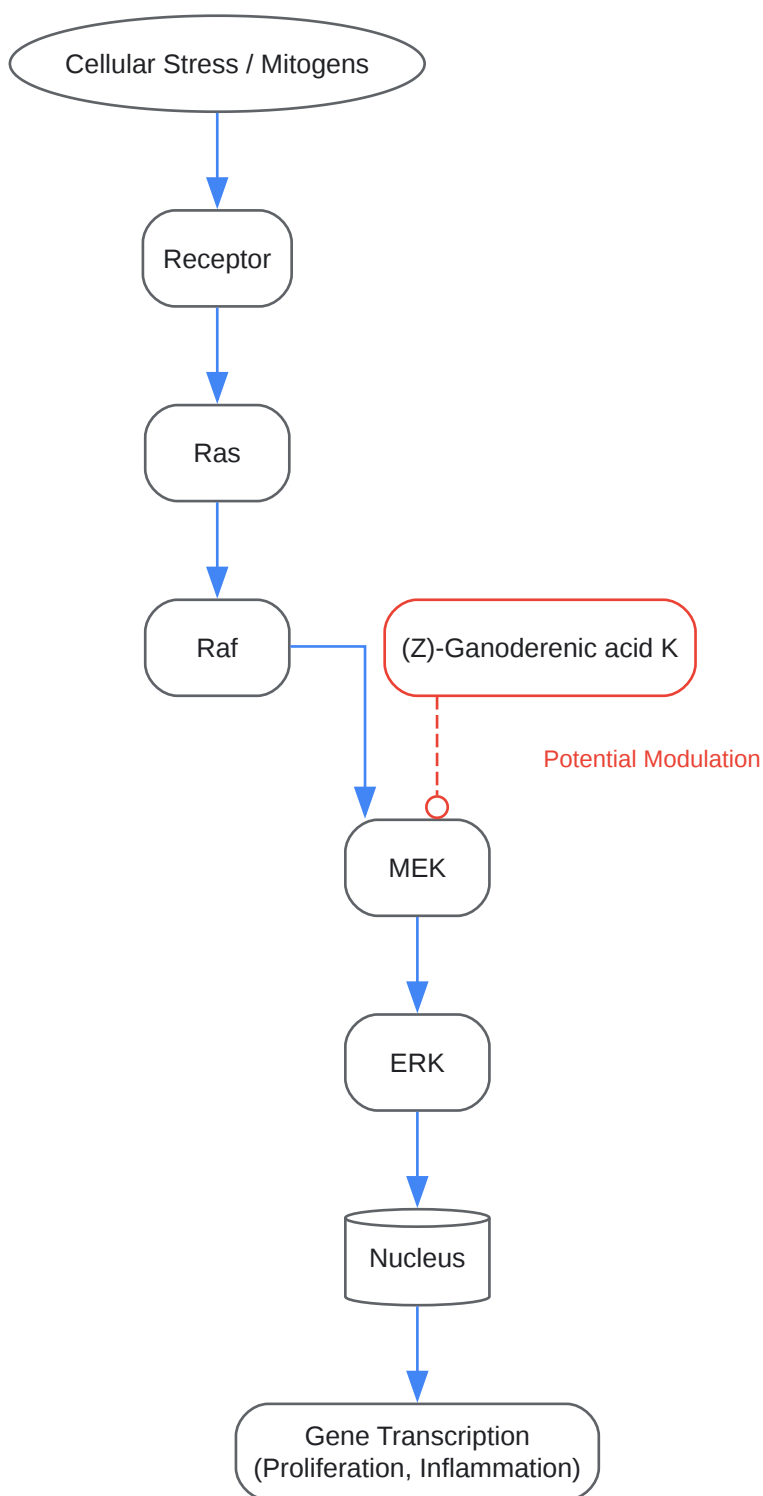 Cellular Stress / Mitogens
Receptor
Ras
Raf
(Z)-Ganoderenic acid K
Potential Modulation
MEK
ERK
Nucleus
Gene Transcription
(Proliferation, Inflammation)